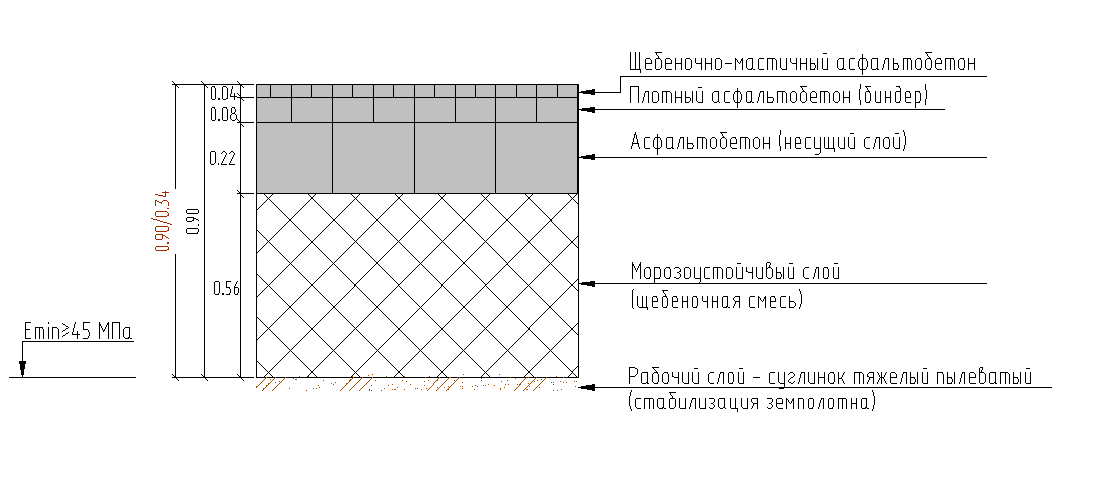 Щебеночно-мастичный асфальтобетон
0.04
Плотный асфальтобетон (биндер)
0.08
Асфальтобетон (несущий слой)
0.22
0.90/0.34
0.90
Морозоустойчивый слой
(щебеночная смесь)
0.56
Emin≥45 МПа
Рабочий слой - суглинок тяжелый пылеватый
(стабилизация земполотна)